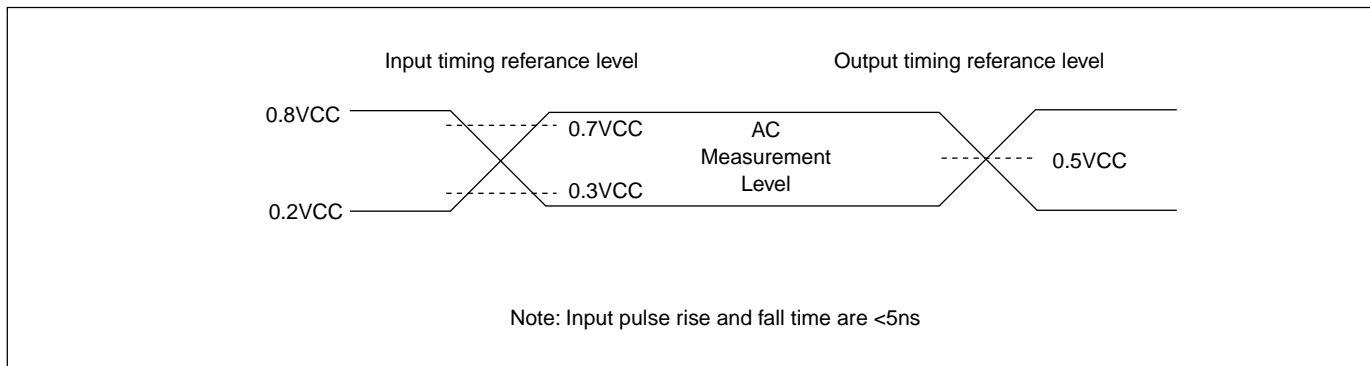 Input timing referance level
Output timing referance level
0.8VCC
0.7VCC
AC
Measurement
Level
0.5VCC
0.3VCC
0.2VCC
Note: Input pulse rise and fall time are <5ns